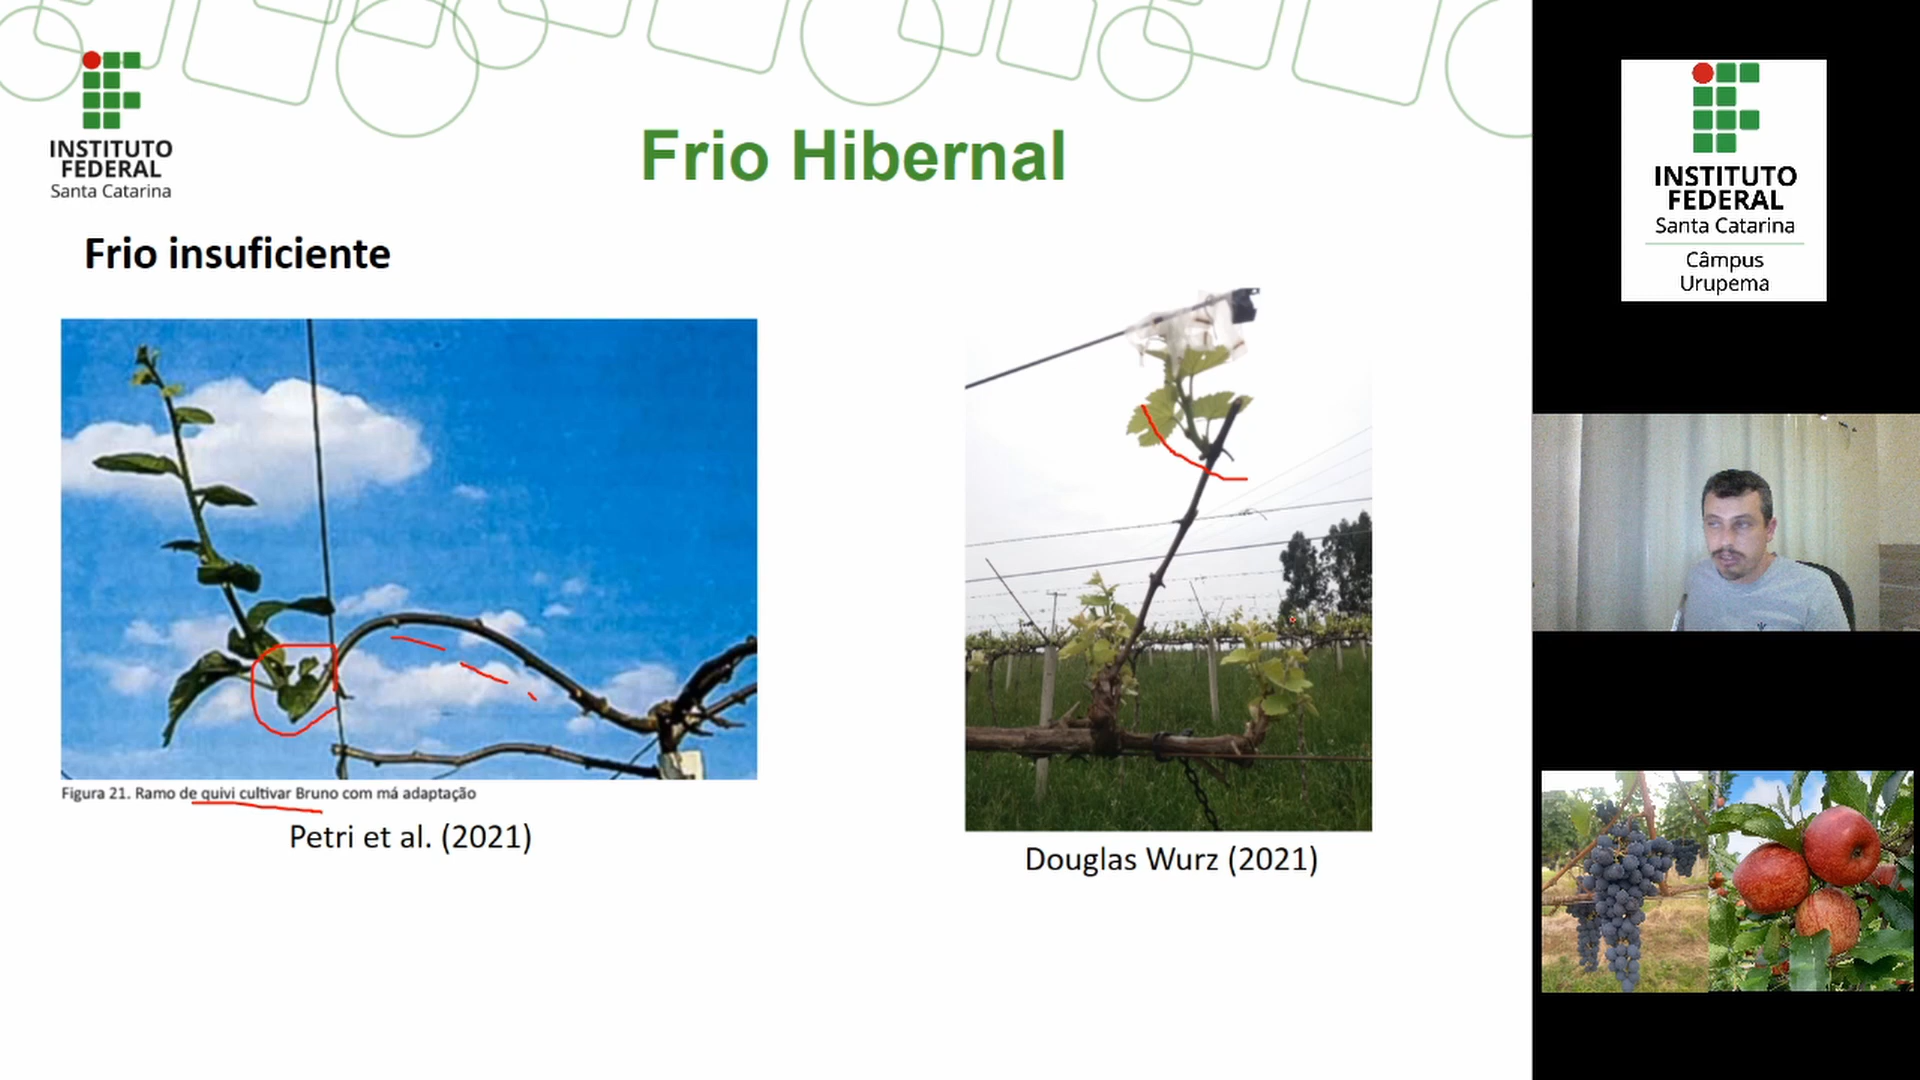 INSTITUTO
FEDERAL
Santa Catarina
Frio Hibernal
Frio insuficiente
Figura 21. Ramo de quivi cultivar Bruno com má adaptação
Petri et al. (2021)
Douglas Wurz (2021)
INSTITUTO
FEDERAL
Santa Catarina
Câmpus
Urupema